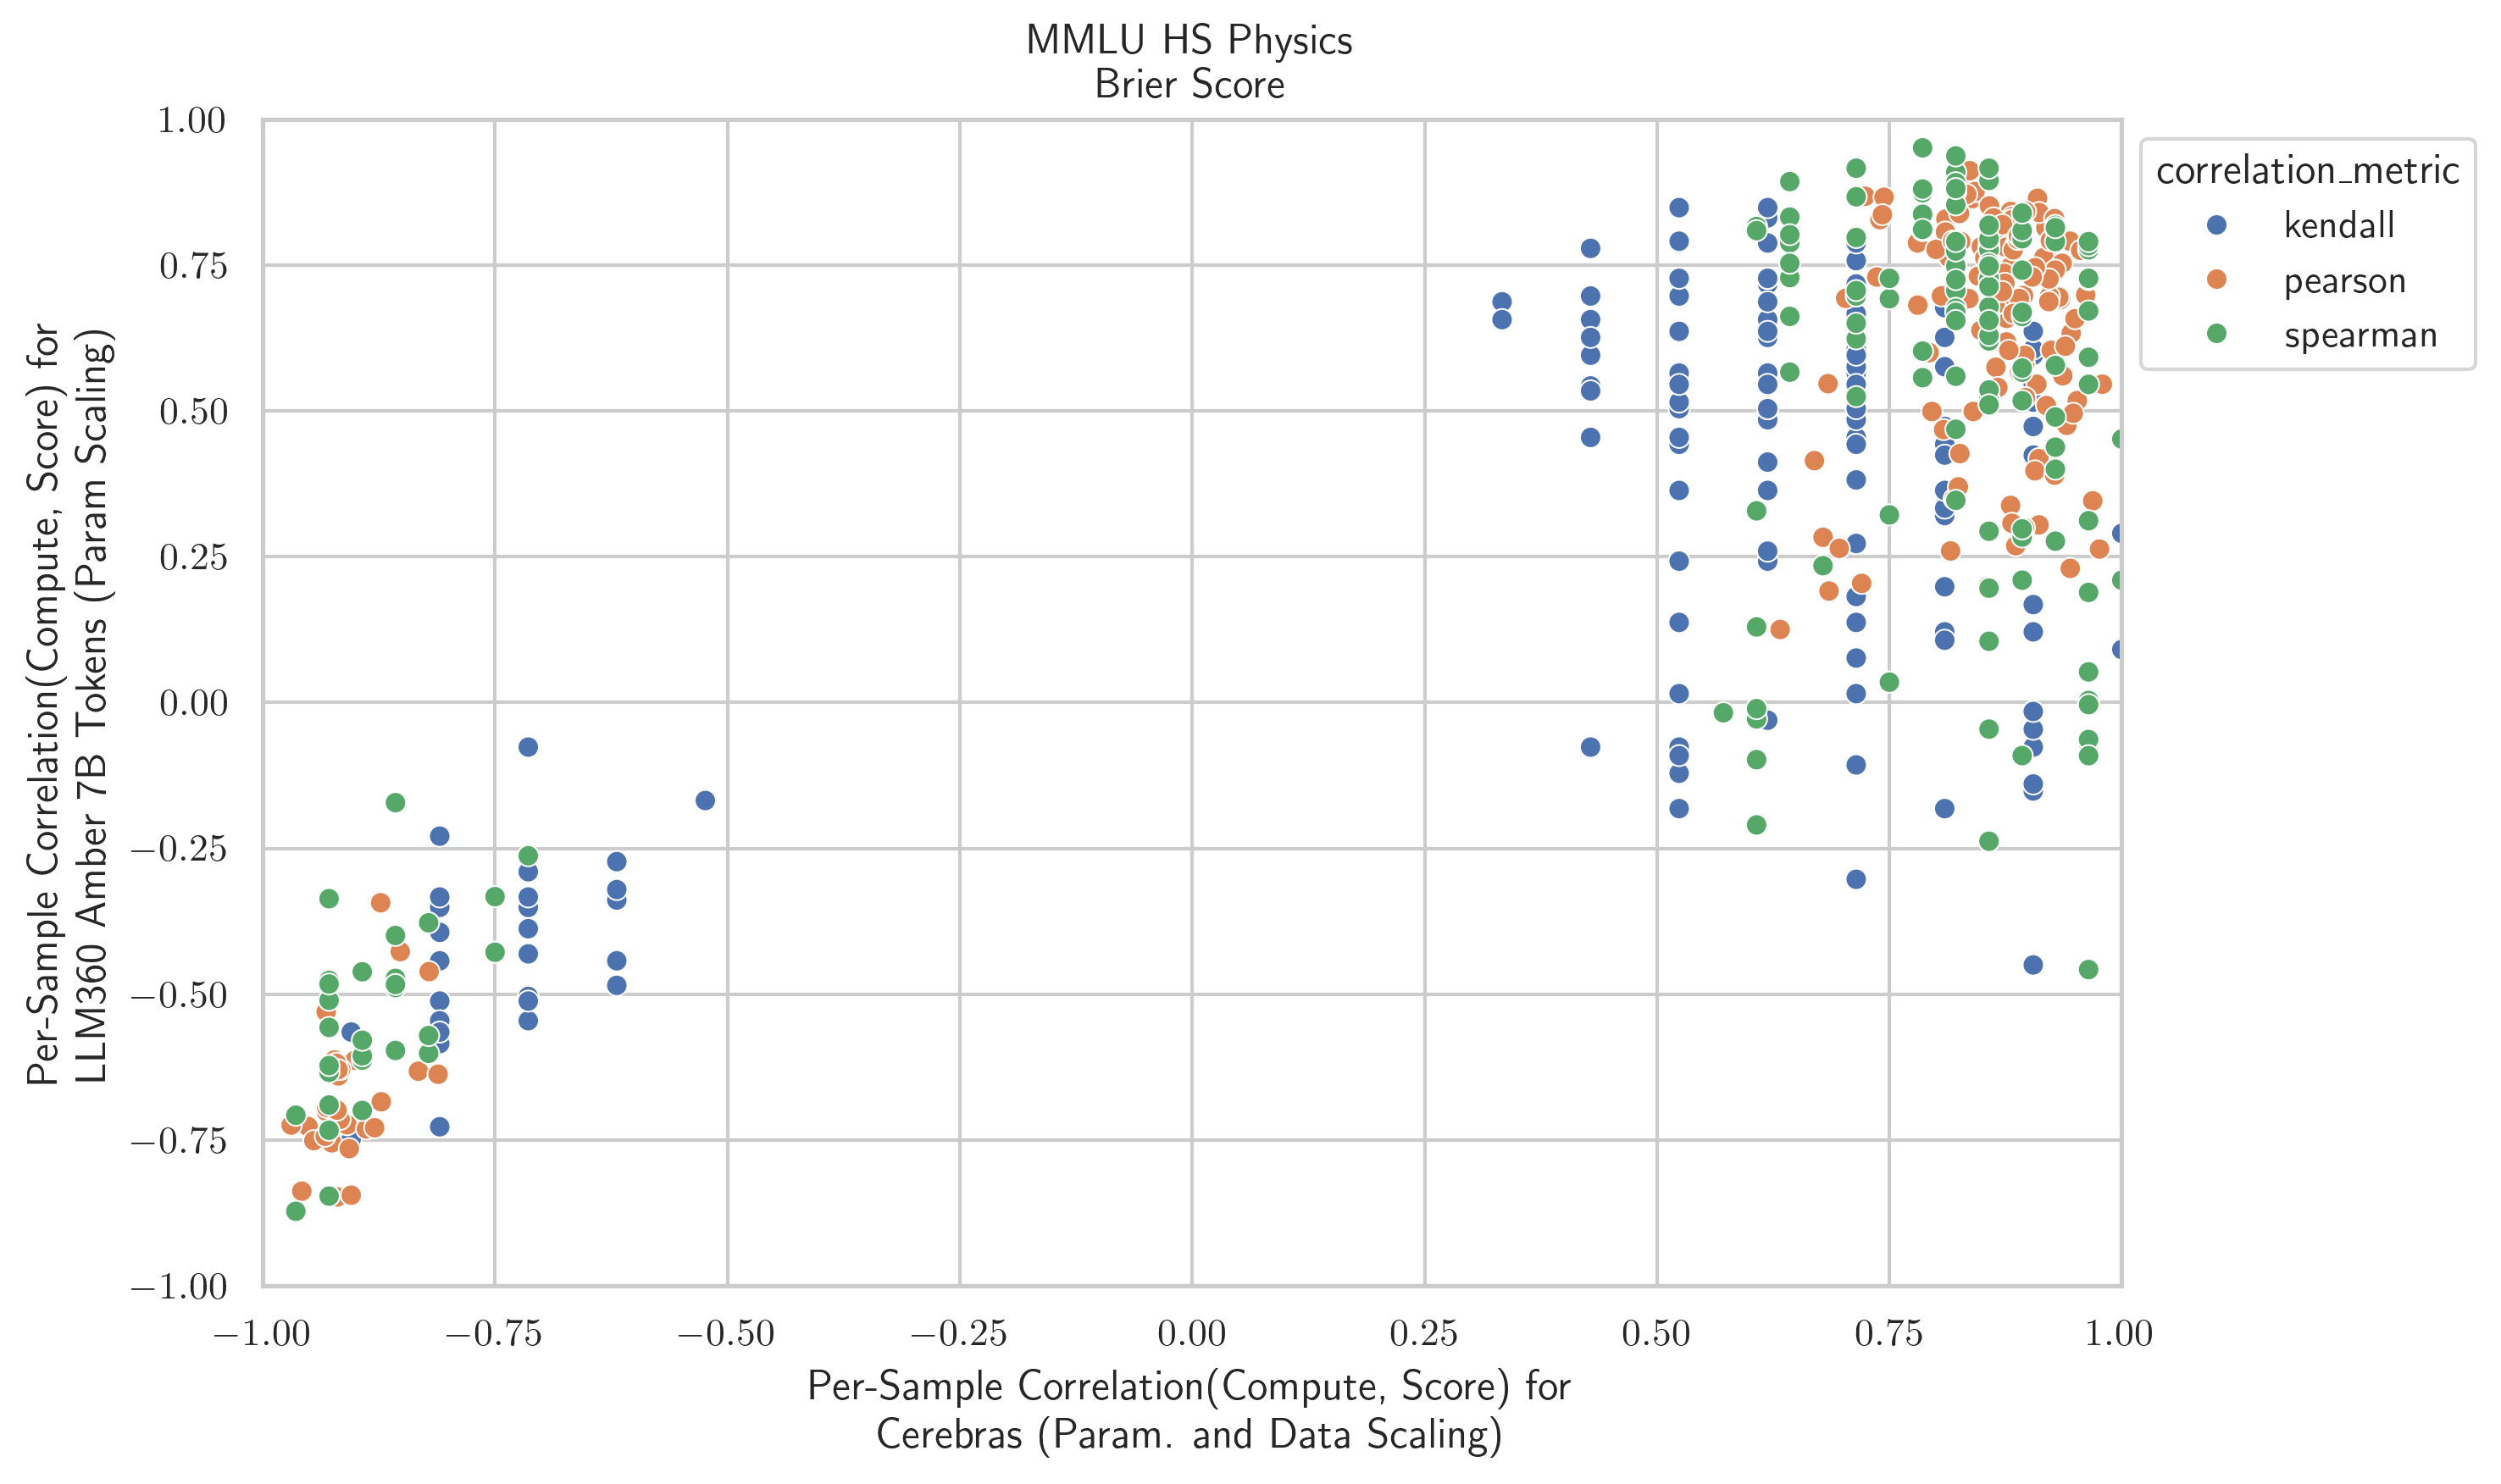 MMLU HS Physics
Brier Score
Per-Sample Correlation(Compute, Score) for
LLM360 Amber 7B Tokens (Param Scaling)
1.00
0.75
0.50
0.25
0.00
−0.25
−0.50
−0.75
−1.00
−1.00 −0.75 −0.50 −0.25 0.00 0.25 0.50 0.75 1.00
Per-Sample Correlation(Compute, Score) for
Cerebras (Param. and Data Scaling)
correlation_metric
kendall
pearson
spearman